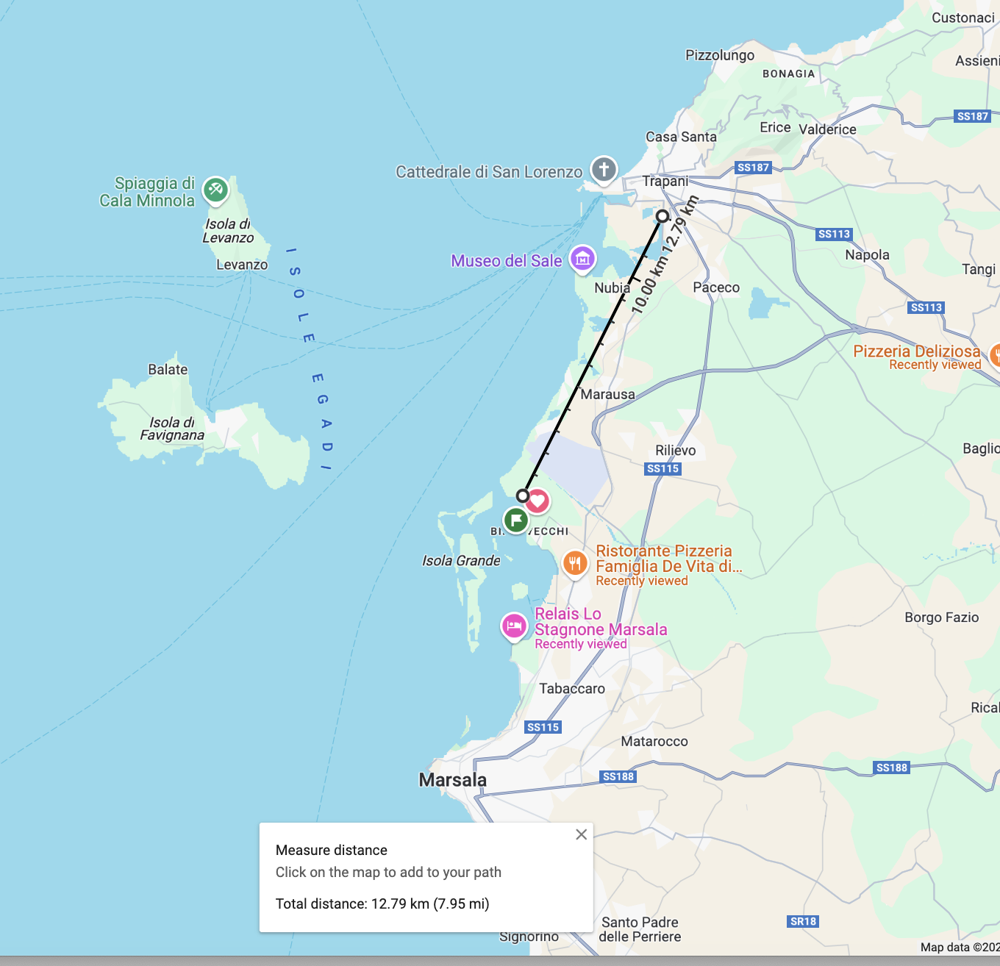 Custonaci
Pizzolungo
Assieni
BONAGIA
SS187
Erice
Valderice
Casa Santa
SS187
Cattedrale di San Lorenzo
Trapani
Spiaggia di
Cala Minnola
Isola di
Levanzo
Levanzo
ISOLE EGADI
12.79 km
10.00 km
SS113
Napola
Museo del Sale
Tangi
Nubia
Paceco
SS113
Pizzeria Deliziosa
Recently viewed
Balate
Marausa
Isola di
Favignana
Rilievo
Baglio
SS115
VECCHI
Isola Grande
Ristorante Pizzeria
Famiglia De Vita di...
Recently viewed
Relais Lo
Stagnone Marsala
Recently viewed
Borgo Fazio
Tabaccaro
Rical
SS115
Matarocco
SS188
SS188
Marsala
Measure distance
Click on the map to add to your path
Total distance: 12.79 km (7.95 mi)
Santo Padre
delle Perriere
SR18
Signorino
Map data ©202